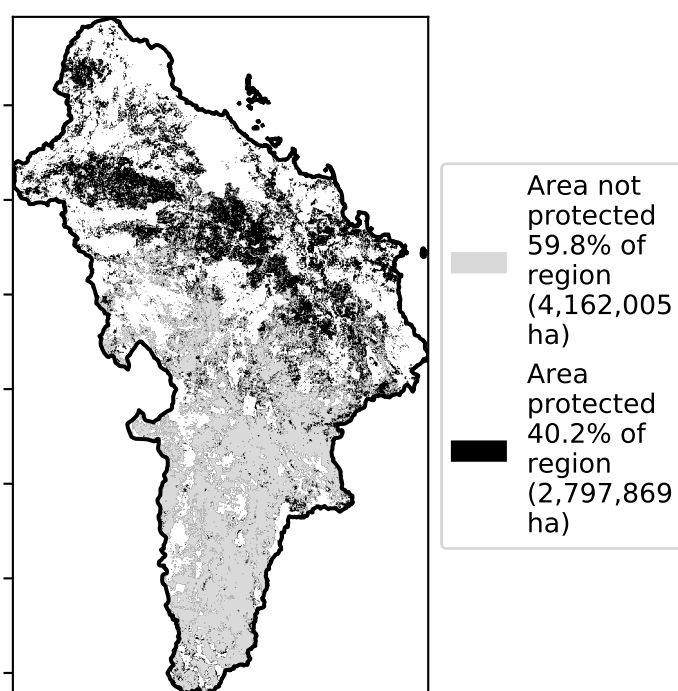 Area not
protected
59.8% of
region
(4,162,005
ha)
Area
protected
40.2% of
region
(2,797,869
ha)